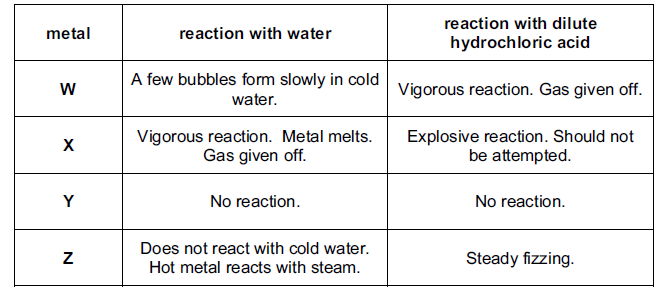 metal
reaction with water
reaction with dilute
hydrochloric acid
W
A few bubbles form slowly in cold
water.
Vigorous reaction. Gas given off.
X
Vigorous reaction. Metal melts.
Gas given off.
Explosive reaction. Should not
be attempted.
Y
No reaction.
No reaction.
Z
Does not react with cold water.
Hot metal reacts with steam.
Steady fizzing.